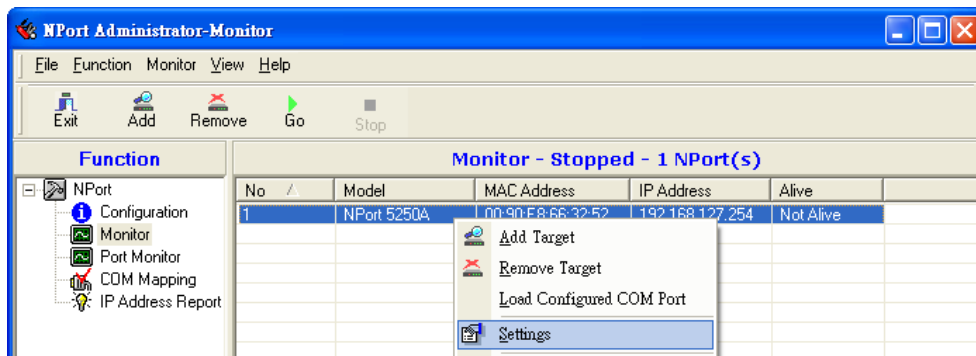 NPort Administrator-Monitor
File Function Monitor View Help
Exit Add Remove Go Stop
Function
Monitor - Stopped - 1 NPort(s)
NPort
Configuration
Monitor
Port Monitor
COM Mapping
IP Address Report
No Model MAC Address IP Address Alive
1 NPort 5250A 00:90:E8:66:32:52 192.168.127.254 Not Alive
Add Target
Remove Target
Load Configured COM Port
Settings